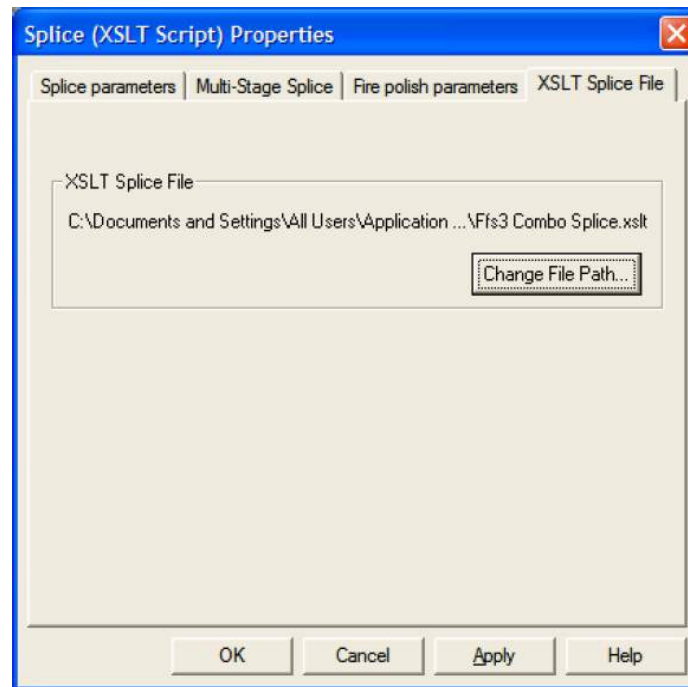 Splice (XSLT Script) Properties
Splice parameters Multi-Stage Splice Fire polish parameters XSLT Splice File
XSLT Splice File
C:\Documents and Settings\All Users\Application ...\Ffs3 Combo Splice.xslt
Change File Path...
OK Cancel Apply Help